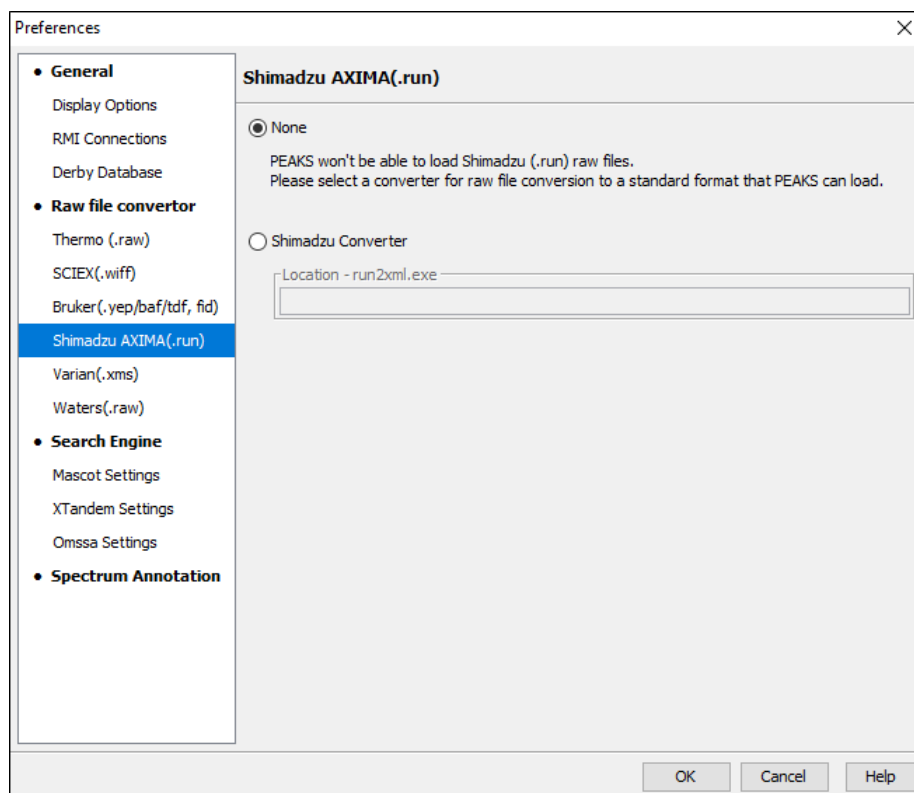 Preferences
General
Display Options
RMI Connections
Derby Database
Raw file convertor
Thermo (.raw)
SCIEX(.wiff)
Bruker(.yep/baf/tdf, fid)
Shimadzu AXIMA(.run)
Varian(.xms)
Waters(.raw)
Search Engine
Mascot Settings
XTandem Settings
Omssa Settings
Spectrum Annotation
Shimadzu AXIMA(.run)
None
PEAKS won't be able to load Shimadzu (.run) raw files.
Please select a converter for raw file conversion to a standard format that PEAKS can load.
Shimadzu Converter
Location - run2xml.exe
OK
Cancel
Help